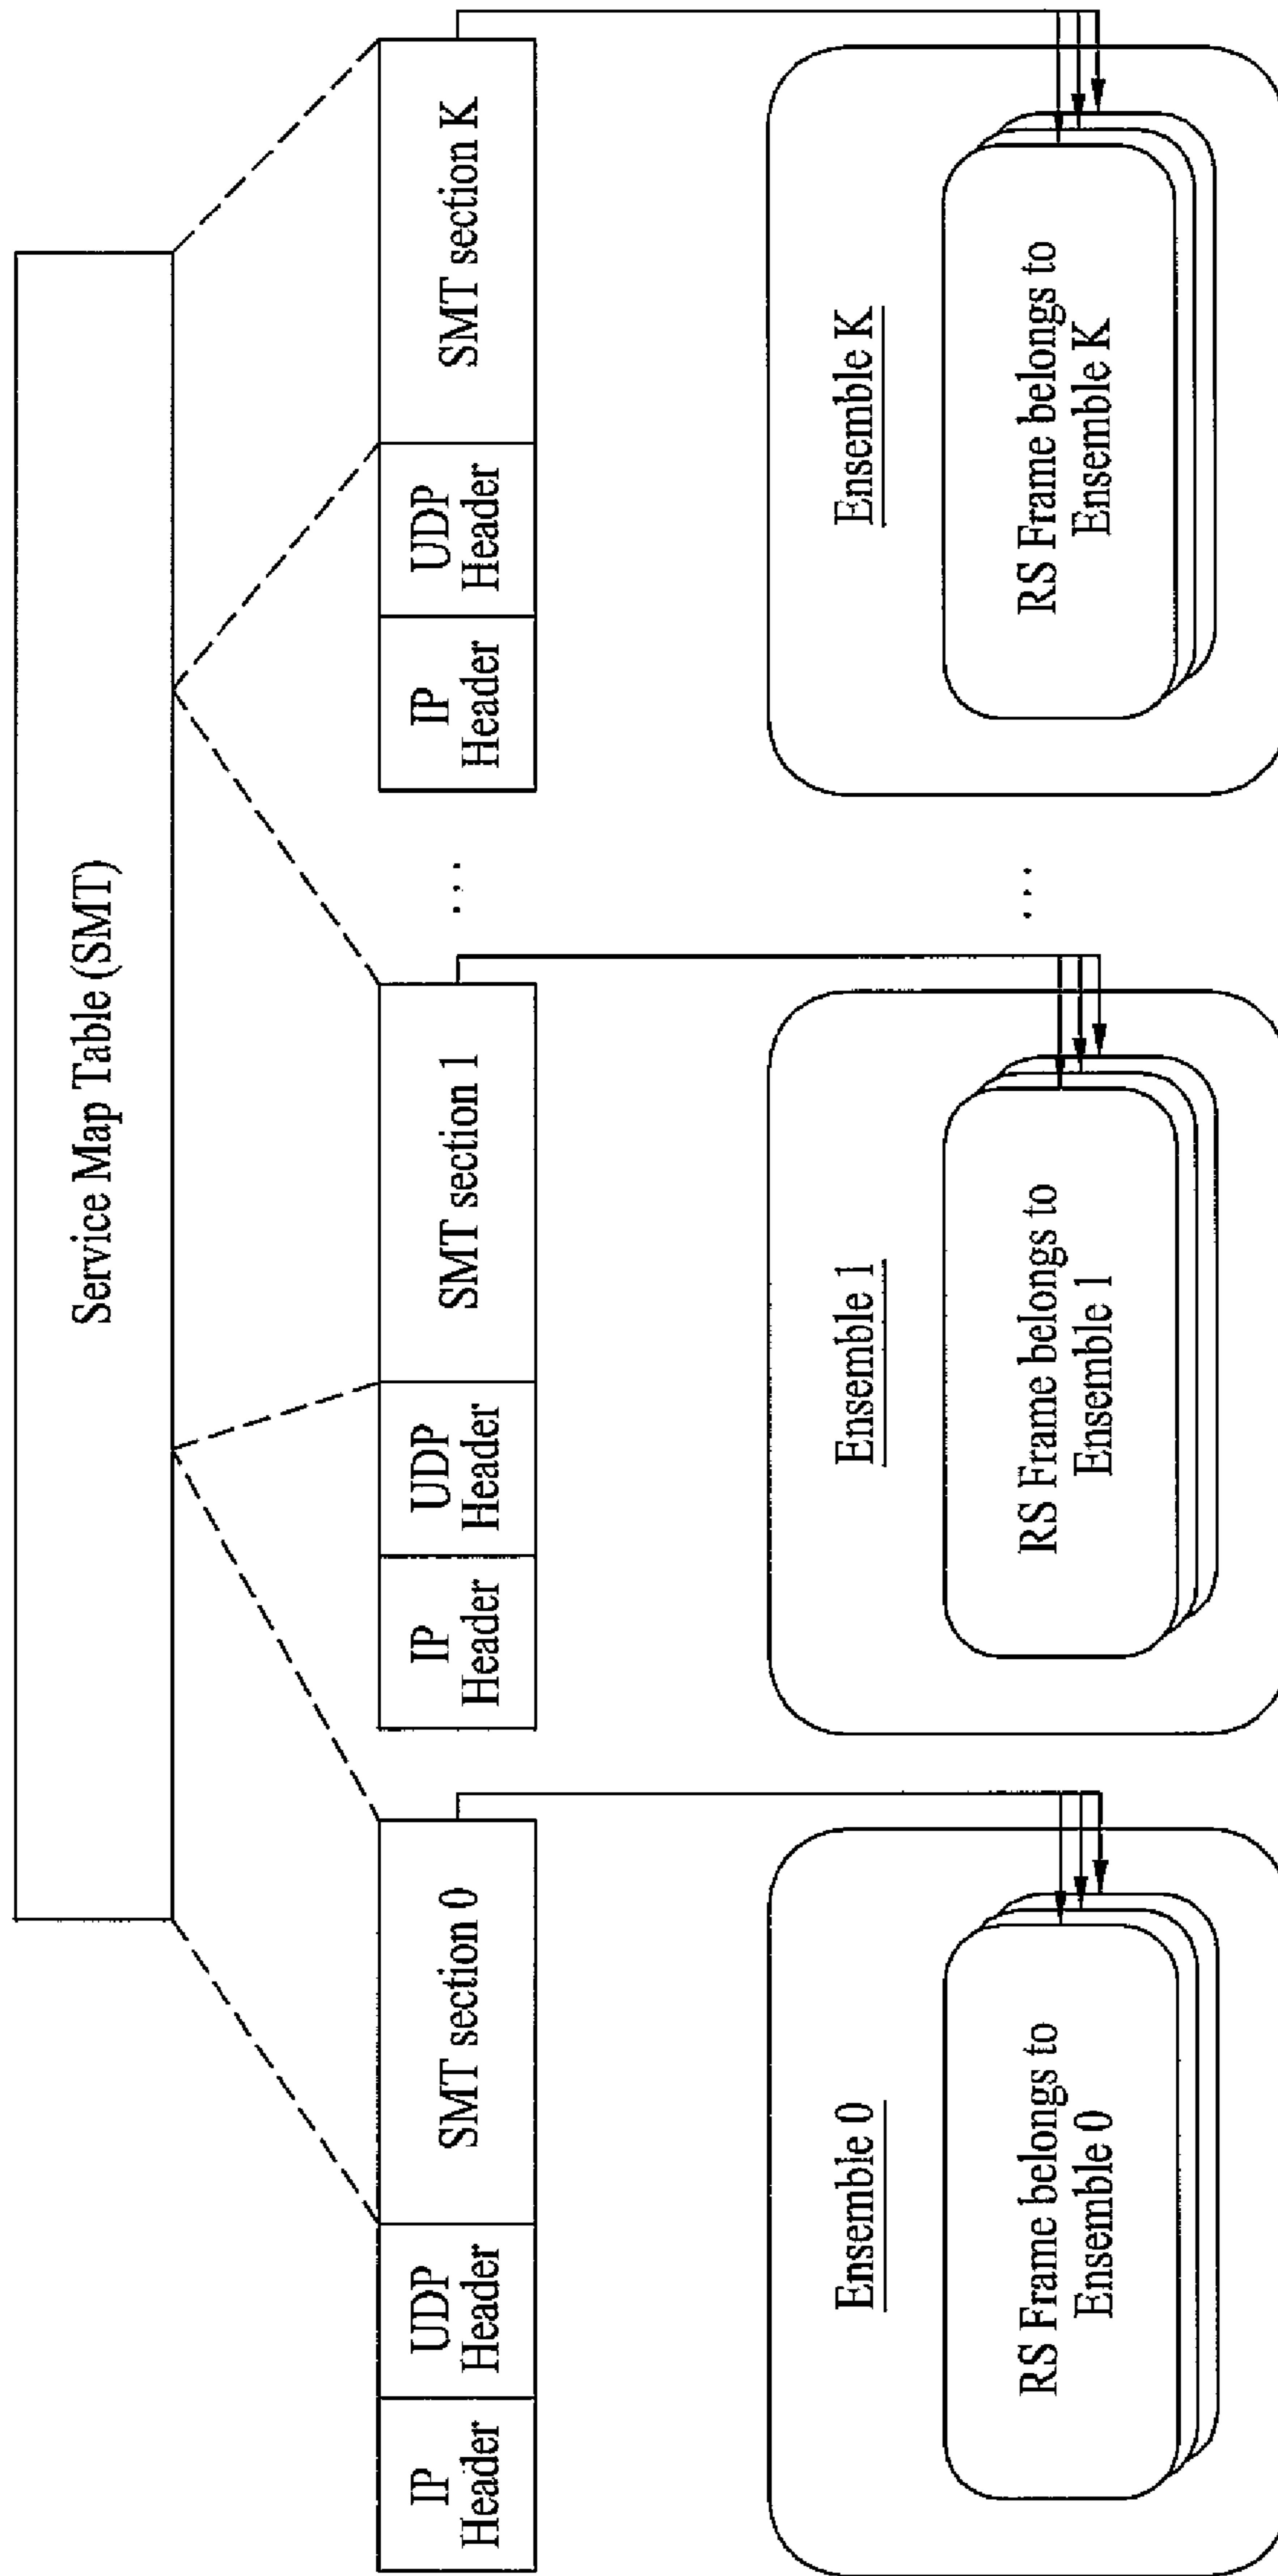 Service Map Table (SMT)
IP
Header
UDP
Header
SMT section 0
IP
Header
UDP
Header
SMT section 1
...
IP
Header
UDP
Header
SMT section K
Ensemble 0
RS Frame belongs to
Ensemble 0
Ensemble 1
RS Frame belongs to
Ensemble 1
...
Ensemble K
RS Frame belongs to
Ensemble K